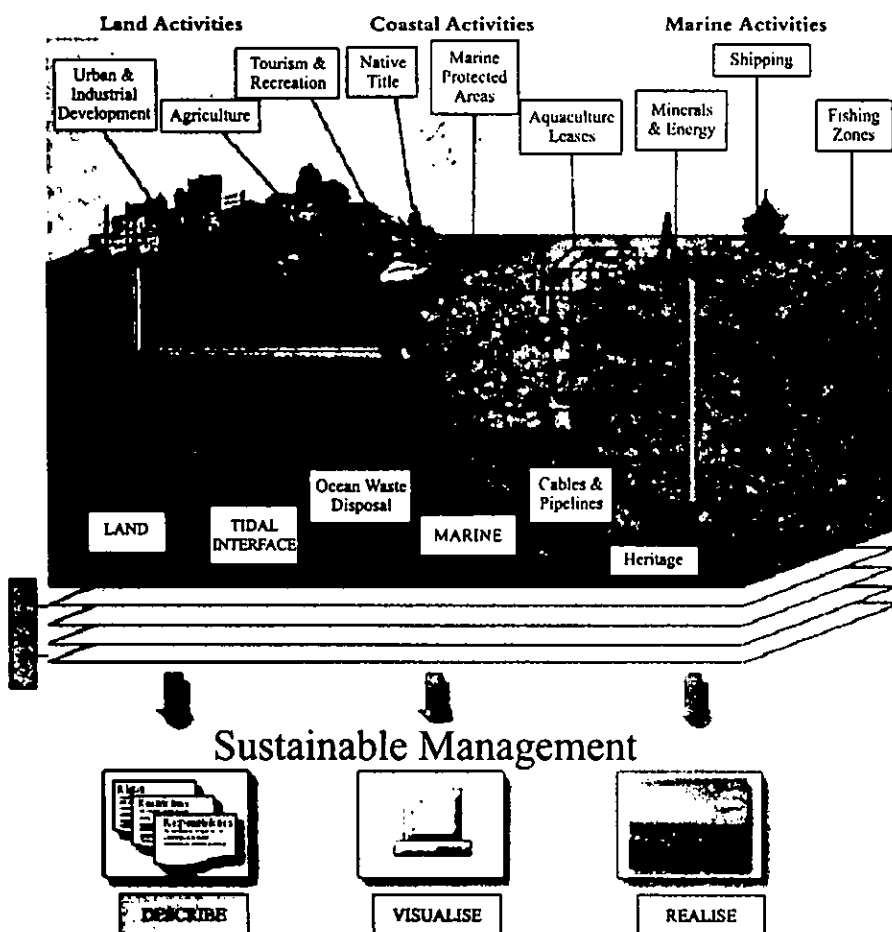 Land Activities
Coastal Activities
Marine Activities
Urban &
Industrial
Development
Agriculture
Tourism &
Recreation
Native
Title
Marine
Protected
Areas
Aquaculture
Leases
Minerals
& Energy
Shipping
Fishing
Zones
LAND
TIDAL
INTERFACE
Ocean Waste
Disposal
MARINE
Cables &
Pipelines
Heritage
Sustainable Management
Responsibilities
DESCRIBE
VISUALISE
REALISE